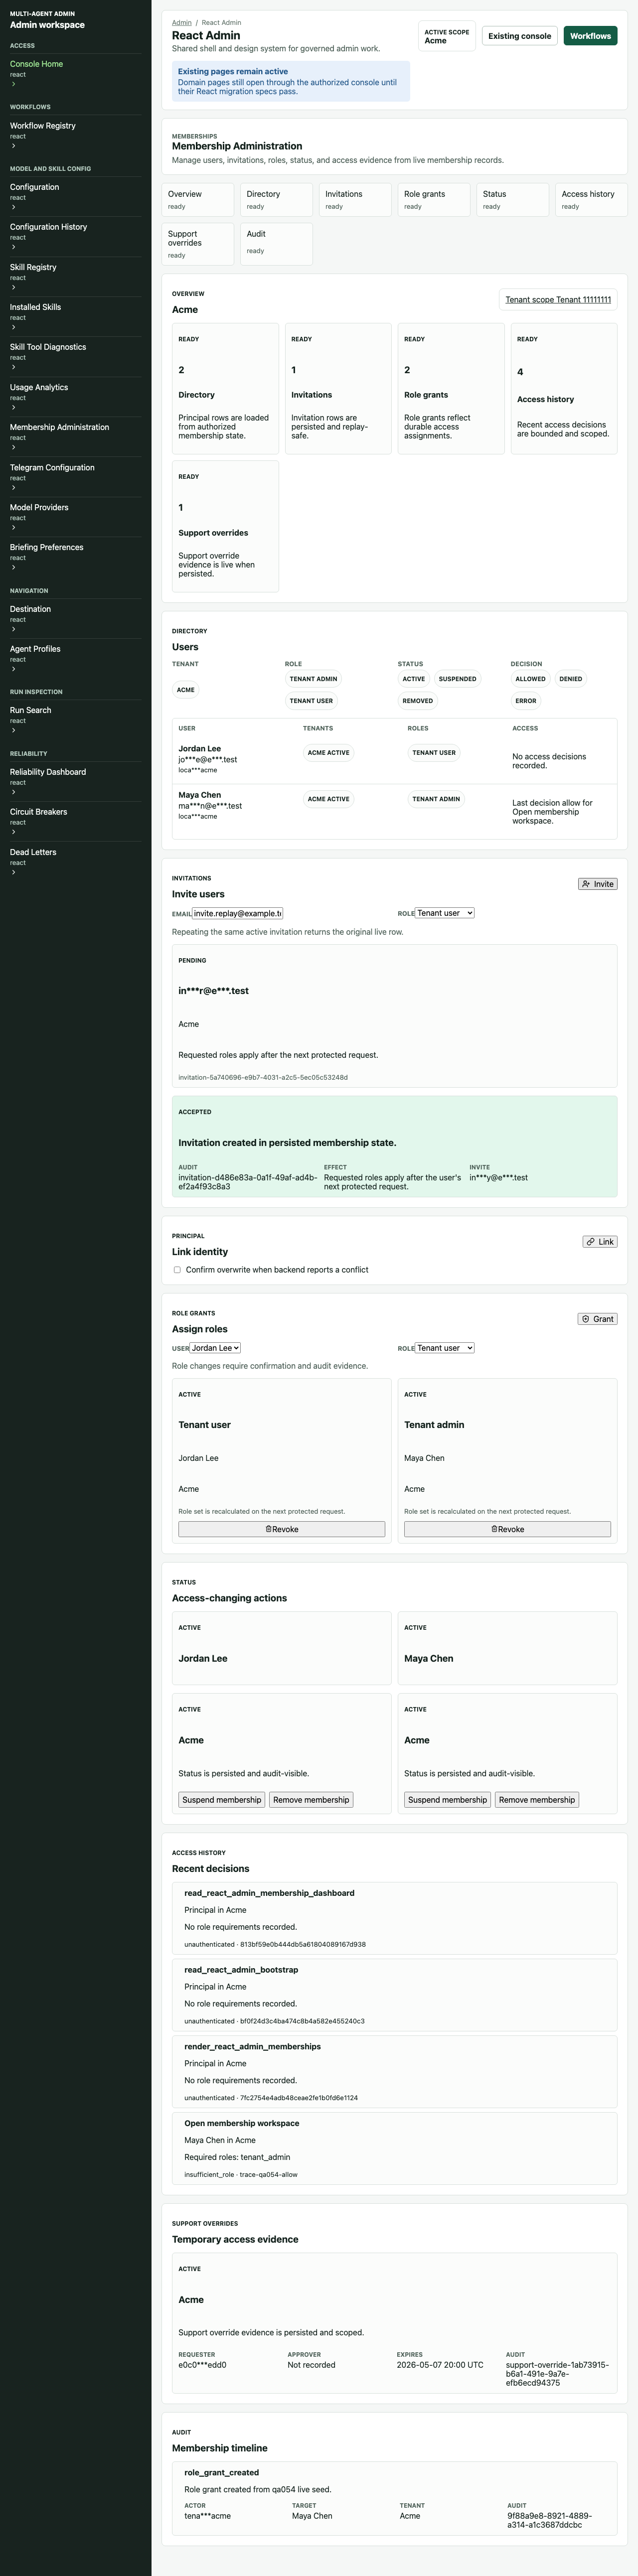 MULTI-AGENT ADMIN
Admin workspace
ACCESS
Console Home
react
WORKFLOWS
Workflow Registry
react
MODEL AND SKILL CONFIG
Configuration
react
Configuration History
react
Skill Registry
react
Installed Skills
react
Skill Tool Diagnostics
react
Usage Analytics
react
Membership Administration
react
Telegram Configuration
react
Model Providers
react
Briefing Preferences
react
NAVIGATION
Destination
react
Agent Profiles
react
RUN INSPECTION
Run Search
react
RELIABILITY
Reliability Dashboard
react
Circuit Breakers
react
Dead Letters
react
Admin / React Admin
React Admin
Shared shell and design system for governed admin work.
ACTIVE SCOPE
Acme
Existing console
Workflows
Existing pages remain active
Domain pages still open through the authorized console until
their React migration specs pass.
MEMBERSHIPS
Membership Administration
Manage users, invitations, roles, status, and access evidence from live membership records.
Overview
ready
Directory
ready
Invitations
ready
Role grants
ready
Status
ready
Access history
ready
Support
overrides
ready
Audit
ready
OVERVIEW
Acme
Tenant scope Tenant 11111111
READY
2
Directory
Principal rows are loaded
from authorized
membership state.
READY
1
Invitations
Invitation rows are
persisted and replay-
safe.
READY
2
Role grants
Role grants reflect
durable access
assignments.
READY
4
Access history
Recent access decisions
are bounded and scoped.
READY
1
Support overrides
Support override
evidence is live when
persisted.
DIRECTORY
Users
TENANT
ACME
ROLE
TENANT ADMIN
TENANT USER
STATUS
ACTIVE SUSPENDED
REMOVED
DECISION
ALLOWED DENIED
ERROR
USER TENANTS ROLES ACCESS
Jordan Lee
jo***e@e***.test
loca***acme
ACME ACTIVE
TENANT USER
No access decisions
recorded.
Maya Chen
ma***n@e***.test
loca***acme
ACME ACTIVE
TENANT ADMIN
Last decision allow for
Open membership
workspace.
INVITATIONS
Invite users
Invite
EMAIL invite.replay@example.t
ROLE Tenant user
Repeating the same active invitation returns the original live row.
PENDING
in***r@e***.test
Acme
Requested roles apply after the next protected request.
invitation-5a740696-e9b7-4031-a2c5-5ec05c53248d
ACCEPTED
Invitation created in persisted membership state.
AUDIT
invitation-d486e83a-0a1f-49af-ad4b-
ef2a4f93c8a3
EFFECT
Requested roles apply after the user's
next protected request.
INVITE
in***y@e***.test
PRINCIPAL
Link identity
Link
Confirm overwrite when backend reports a conflict
ROLE GRANTS
Assign roles
Grant
USER Jordan Lee
ROLE Tenant user
Role changes require confirmation and audit evidence.
ACTIVE
Tenant user
Jordan Lee
Acme
Role set is recalculated on the next protected request.
Revoke
ACTIVE
Tenant admin
Maya Chen
Acme
Role set is recalculated on the next protected request.
Revoke
STATUS
Access-changing actions
ACTIVE
Jordan Lee
ACTIVE
Maya Chen
ACTIVE
Acme
Status is persisted and audit-visible.
Suspend membership Remove membership
ACTIVE
Acme
Status is persisted and audit-visible.
Suspend membership Remove membership
ACCESS HISTORY
Recent decisions
read_react_admin_membership_dashboard
Principal in Acme
No role requirements recorded.
unauthenticated · 813bf59e0b444db5a61804089167d938
read_react_admin_bootstrap
Principal in Acme
No role requirements recorded.
unauthenticated · bf0f24d3c4ba474c8b4a582e455240c3
render_react_admin_memberships
Principal in Acme
No role requirements recorded.
unauthenticated · 7fc2754e4adb48ceae2fe1b0fd6e1124
Open membership workspace
Maya Chen in Acme
Required roles: tenant_admin
insufficient_role · trace-qa054-allow
SUPPORT OVERRIDES
Temporary access evidence
ACTIVE
Acme
Support override evidence is persisted and scoped.
REQUESTER
e0c0***edd0
APPROVER
Not recorded
EXPIRES
2026-05-07 20:00 UTC
AUDIT
support-override-1ab73915-
b6a1-491e-9a7e-
efb6ecd94375
AUDIT
Membership timeline
role_grant_created
Role grant created from qa054 live seed.
ACTOR
tena***acme
TARGET
Maya Chen
TENANT
Acme
AUDIT
9f88a9e8-8921-4889-
a314-a1c3687ddcbc